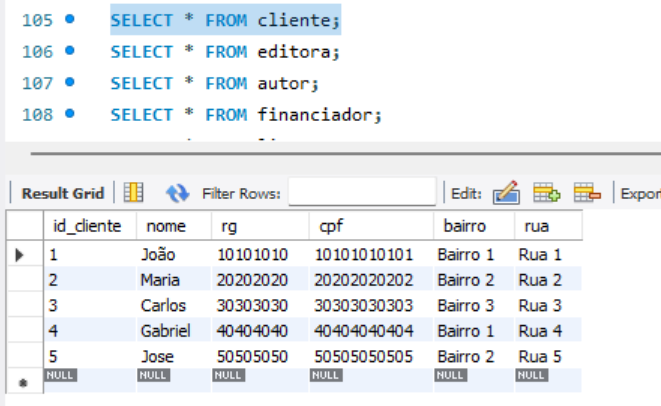 105 SELECT * FROM cliente;
106 SELECT * FROM editora;
107 SELECT * FROM autor;
108 SELECT * FROM financiador;
Result Grid Filter Rows: Edit: Export
id_cliente nome rg cpf bairro rua
1 João 10101010 10101010101 Bairro 1 Rua 1
2 Maria 20202020 20202020202 Bairro 2 Rua 2
3 Carlos 30303030 30303030303 Bairro 3 Rua 3
4 Gabriel 40404040 40404040404 Bairro 1 Rua 4
5 Jose 50505050 50505050505 Bairro 2 Rua 5
NULL NULL NULL NULL NULL NULL